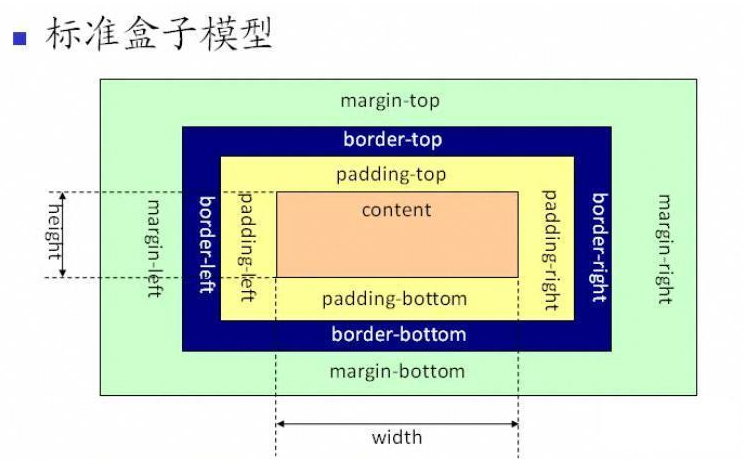 标准盒子模型
margin-top
border-top
padding-top
content
height
margin-left
border-left
padding-left
padding-right
border-right
margin-right
padding-bottom
border-bottom
margin-bottom
width